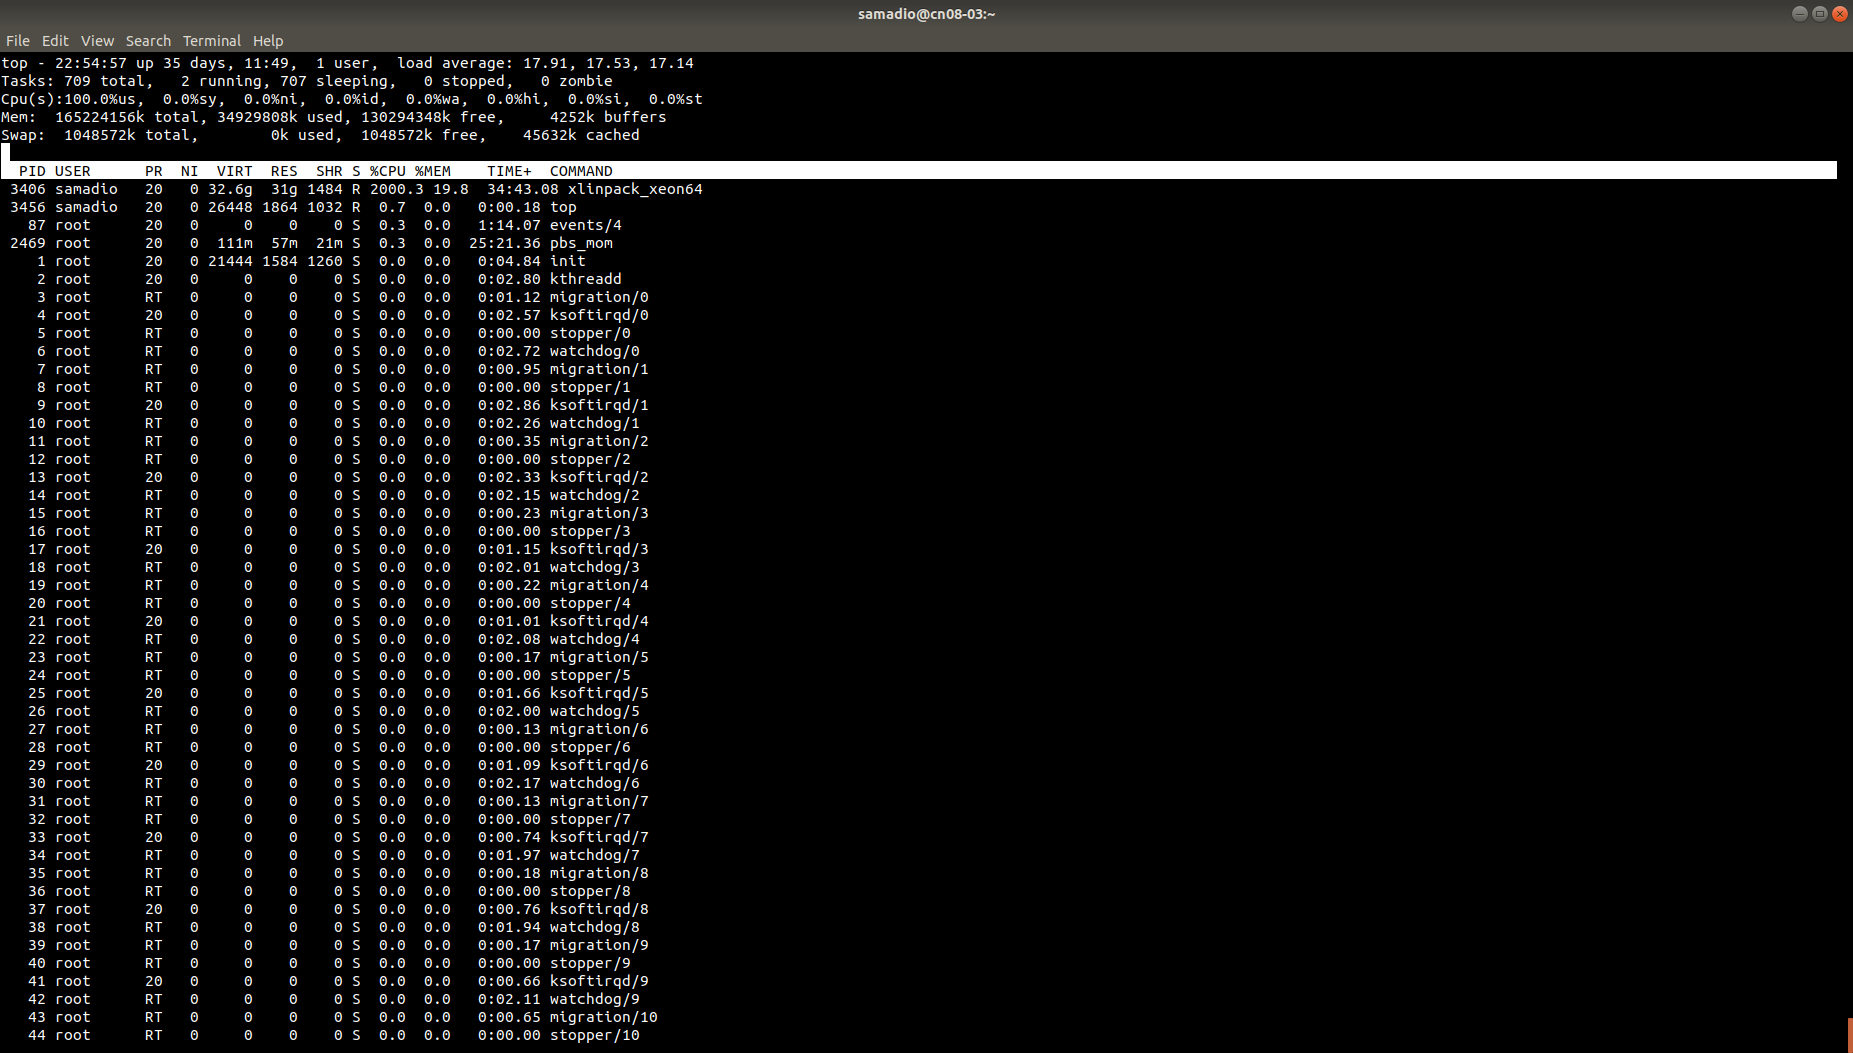 samadio@cn08-03:~
File Edit View Search Terminal Help
top - 22:54:57 up 35 days, 11:49,  1 user,  load average: 17.91, 17.53, 17.14
Tasks: 709 total,   2 running, 707 sleeping,   0 stopped,   0 zombie
Cpu(s):100.0%us,  0.0%sy,  0.0%ni,  0.0%id,  0.0%wa,  0.0%hi,  0.0%si,  0.0%st
Mem:  165224156k total, 34929808k used, 130294348k free,     4252k buffers
Swap:  1048572k total,        0k used,  1048572k free,    45632k cached
PID USER      PR  NI  VIRT  RES  SHR S %CPU %MEM    TIME+  COMMAND
3406 samadio   20   0 32.6g  31g 1484 R 2000.3 19.8  34:43.08 xlinpack_xeon64
3456 samadio   20   0 26448 1864 1032 R  0.7  0.0   0:00.18 top
87 root      20   0     0    0    0 S  0.3  0.0   1:14.07 events/4
2469 root      20   0  111m  57m  21m S  0.3  0.0  25:21.36 pbs_mom
1 root      20   0 21444 1584 1260 S  0.0  0.0   0:04.84 init
2 root      20   0     0    0    0 S  0.0  0.0   0:02.80 kthreadd
3 root      RT   0     0    0    0 S  0.0  0.0   0:01.12 migration/0
4 root      20   0     0    0    0 S  0.0  0.0   0:02.57 ksoftirqd/0
5 root      RT   0     0    0    0 S  0.0  0.0   0:00.00 stopper/0
6 root      RT   0     0    0    0 S  0.0  0.0   0:02.72 watchdog/0
7 root      RT   0     0    0    0 S  0.0  0.0   0:00.95 migration/1
8 root      RT   0     0    0    0 S  0.0  0.0   0:00.00 stopper/1
9 root      20   0     0    0    0 S  0.0  0.0   0:02.86 ksoftirqd/1
10 root      RT   0     0    0    0 S  0.0  0.0   0:02.26 watchdog/1
11 root      RT   0     0    0    0 S  0.0  0.0   0:00.35 migration/2
12 root      RT   0     0    0    0 S  0.0  0.0   0:00.00 stopper/2
13 root      20   0     0    0    0 S  0.0  0.0   0:02.33 ksoftirqd/2
14 root      RT   0     0    0    0 S  0.0  0.0   0:02.15 watchdog/2
15 root      RT   0     0    0    0 S  0.0  0.0   0:00.23 migration/3
16 root      RT   0     0    0    0 S  0.0  0.0   0:00.00 stopper/3
17 root      20   0     0    0    0 S  0.0  0.0   0:01.15 ksoftirqd/3
18 root      RT   0     0    0    0 S  0.0  0.0   0:02.01 watchdog/3
19 root      RT   0     0    0    0 S  0.0  0.0   0:00.22 migration/4
20 root      RT   0     0    0    0 S  0.0  0.0   0:00.00 stopper/4
21 root      20   0     0    0    0 S  0.0  0.0   0:01.01 ksoftirqd/4
22 root      RT   0     0    0    0 S  0.0  0.0   0:02.08 watchdog/4
23 root      RT   0     0    0    0 S  0.0  0.0   0:00.17 migration/5
24 root      RT   0     0    0    0 S  0.0  0.0   0:00.00 stopper/5
25 root      20   0     0    0    0 S  0.0  0.0   0:01.66 ksoftirqd/5
26 root      RT   0     0    0    0 S  0.0  0.0   0:02.00 watchdog/5
27 root      RT   0     0    0    0 S  0.0  0.0   0:00.13 migration/6
28 root      RT   0     0    0    0 S  0.0  0.0   0:00.00 stopper/6
29 root      20   0     0    0    0 S  0.0  0.0   0:01.09 ksoftirqd/6
30 root      RT   0     0    0    0 S  0.0  0.0   0:02.17 watchdog/6
31 root      RT   0     0    0    0 S  0.0  0.0   0:00.13 migration/7
32 root      RT   0     0    0    0 S  0.0  0.0   0:00.00 stopper/7
33 root      20   0     0    0    0 S  0.0  0.0   0:00.74 ksoftirqd/7
34 root      RT   0     0    0    0 S  0.0  0.0   0:01.97 watchdog/7
35 root      RT   0     0    0    0 S  0.0  0.0   0:00.18 migration/8
36 root      RT   0     0    0    0 S  0.0  0.0   0:00.00 stopper/8
37 root      20   0     0    0    0 S  0.0  0.0   0:00.76 ksoftirqd/8
38 root      RT   0     0    0    0 S  0.0  0.0   0:01.94 watchdog/8
39 root      RT   0     0    0    0 S  0.0  0.0   0:00.17 migration/9
40 root      RT   0     0    0    0 S  0.0  0.0   0:00.00 stopper/9
41 root      20   0     0    0    0 S  0.0  0.0   0:00.66 ksoftirqd/9
42 root      RT   0     0    0    0 S  0.0  0.0   0:02.11 watchdog/9
43 root      RT   0     0    0    0 S  0.0  0.0   0:00.65 migration/10
44 root      RT   0     0    0    0 S  0.0  0.0   0:00.00 stopper/10